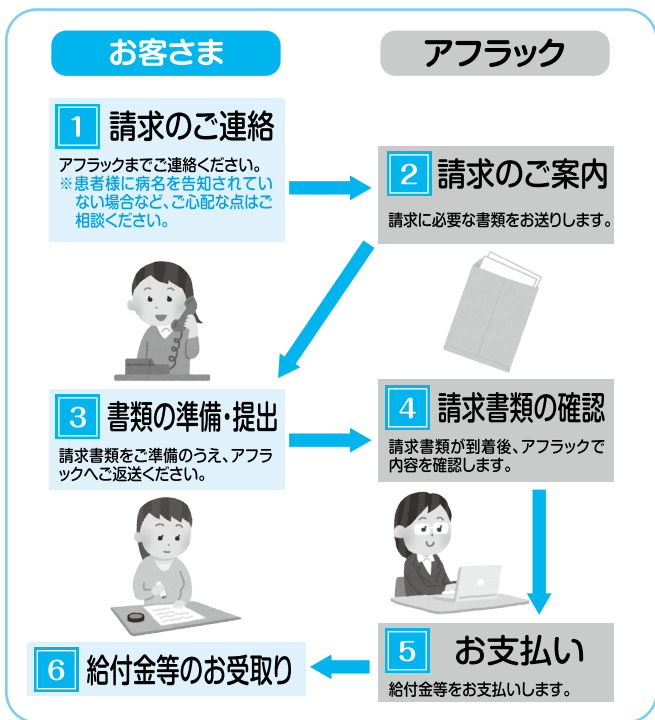 お客さま
アフラック
1 請求のご連絡
アフラックまでご連絡ください。
※患者様に病名を告知されてい
ない場合など、ご心配な点はご
相談ください。
2 請求のご案内
請求に必要な書類をお送りします。
3 書類の準備・提出
請求書類をご準備のうえ、アフラ
ックへご返送ください。
4 請求書類の確認
請求書類が到着後、アフラックで
内容を確認します。
5 お支払い
給付金等をお支払いします。
6 給付金等のお受取り